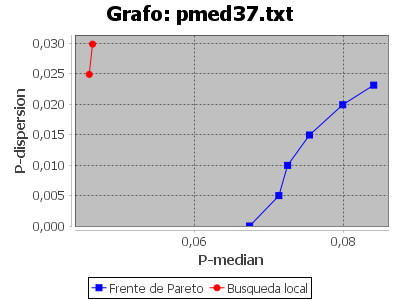 Grafo: pmed37.txt
P-dispersion
0,030
0,025
0,020
0,015
0,010
0,005
0,000
0,06 0,08
P-median
Frente de Pareto Busqueda local